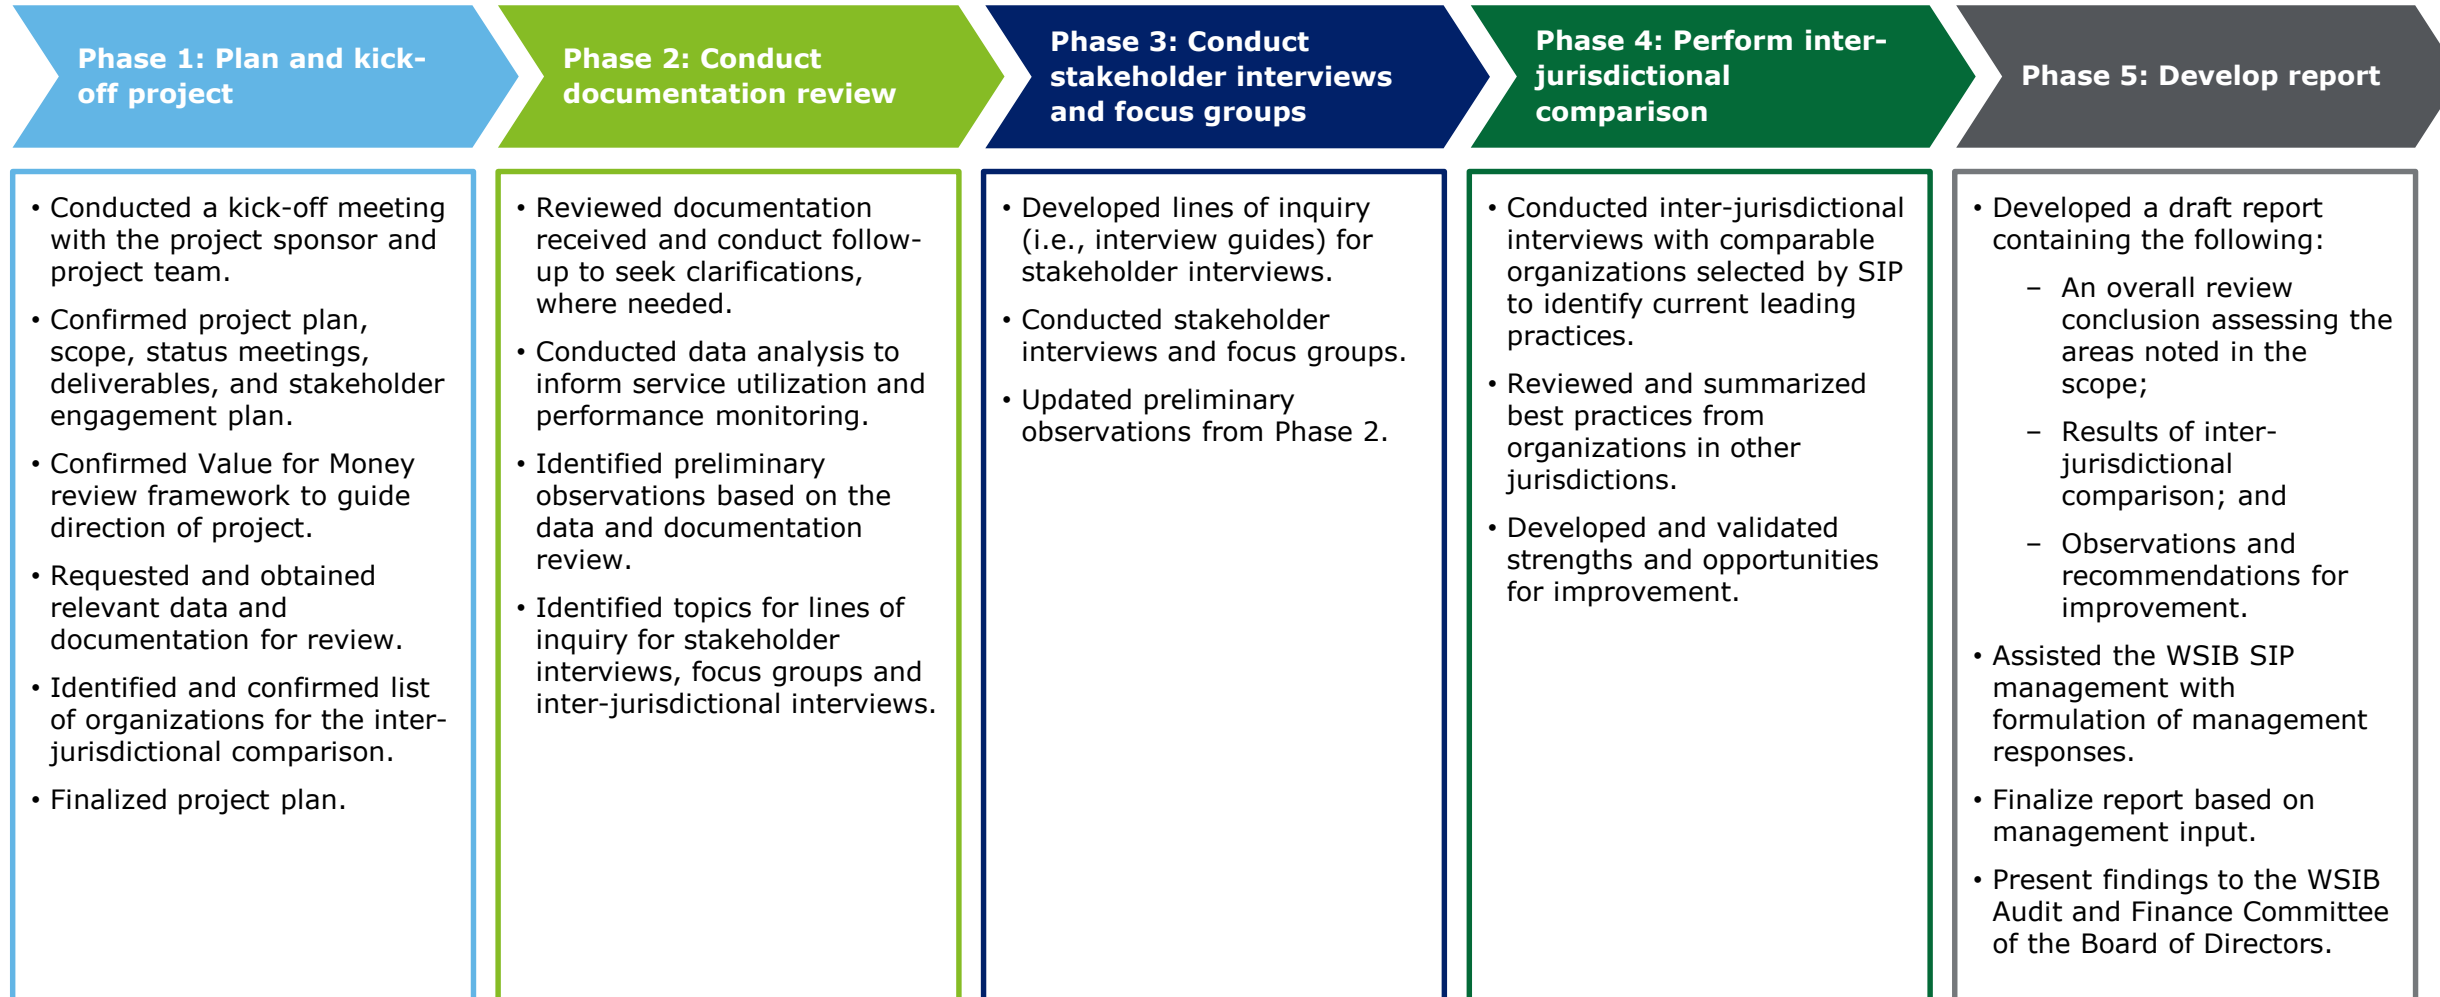 Phase 1: Plan and kick-
off project
• Conducted a kick-off meeting
with the project sponsor and
project team.
• Confirmed project plan,
scope, status meetings,
deliverables, and stakeholder
engagement plan.
• Confirmed Value for Money
review framework to guide
direction of project.
• Requested and obtained
relevant data and
documentation for review.
• Identified and confirmed list
of organizations for the inter-
jurisdictional comparison.
• Finalized project plan.
Phase 2: Conduct
documentation review
• Reviewed documentation
received and conduct follow-
up to seek clarifications,
where needed.
• Conducted data analysis to
inform service utilization and
performance monitoring.
• Identified preliminary
observations based on the
data and documentation
review.
• Identified topics for lines of
inquiry for stakeholder
interviews, focus groups and
inter-jurisdictional interviews.
Phase 3: Conduct
stakeholder interviews
and focus groups
• Developed lines of inquiry
(i.e., interview guides) for
stakeholder interviews.
• Conducted stakeholder
interviews and focus groups.
• Updated preliminary
observations from Phase 2.
Phase 4: Perform inter-
jurisdictional
comparison
• Conducted inter-jurisdictional
interviews with comparable
organizations selected by SIP
to identify current leading
practices.
• Reviewed and summarized
best practices from
organizations in other
jurisdictions.
• Developed and validated
strengths and opportunities
for improvement.
Phase 5: Develop report
• Developed a draft report
containing the following:
– An overall review
conclusion assessing the
areas noted in the
scope;
– Results of inter-
jurisdictional
comparison; and
– Observations and
recommendations for
improvement.
• Assisted the WSIB SIP
management with
formulation of management
responses.
• Finalize report based on
management input.
• Present findings to the WSIB
Audit and Finance Committee
of the Board of Directors.